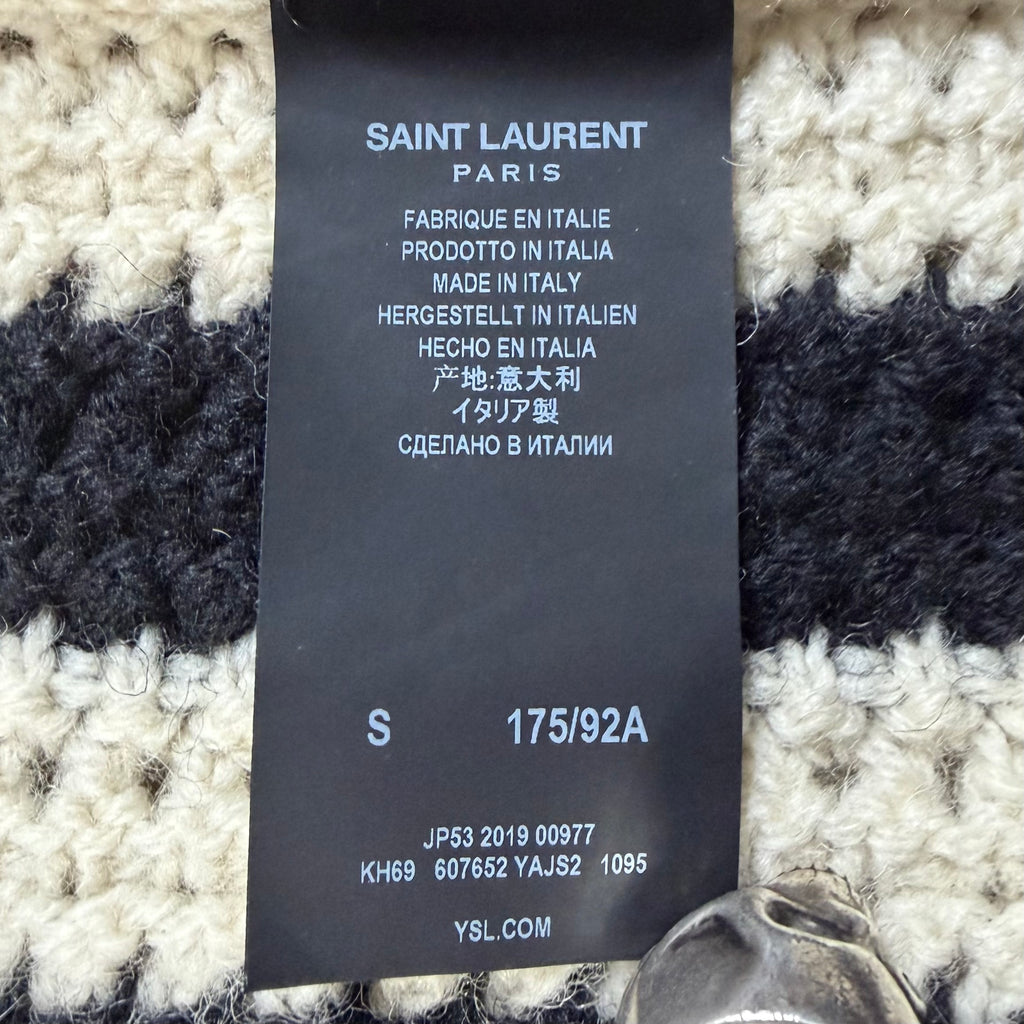 SAINT LAURENT
PARIS
FABRIQUE EN ITALIE
PRODOTTO IN ITALIA
MADE IN ITALY
HERGESTELLT IN ITALIEN
HECHO EN ITALIA
产地:意大利
イタリア製
СДЕЛАНО В ИТАЛИИ
S 175/92A
JP53 2019 00977
KH69 607652 YAJS2 1095
YSL.COM